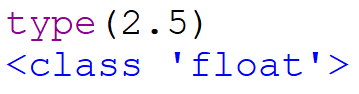 type(2.5)
<class 'float'>